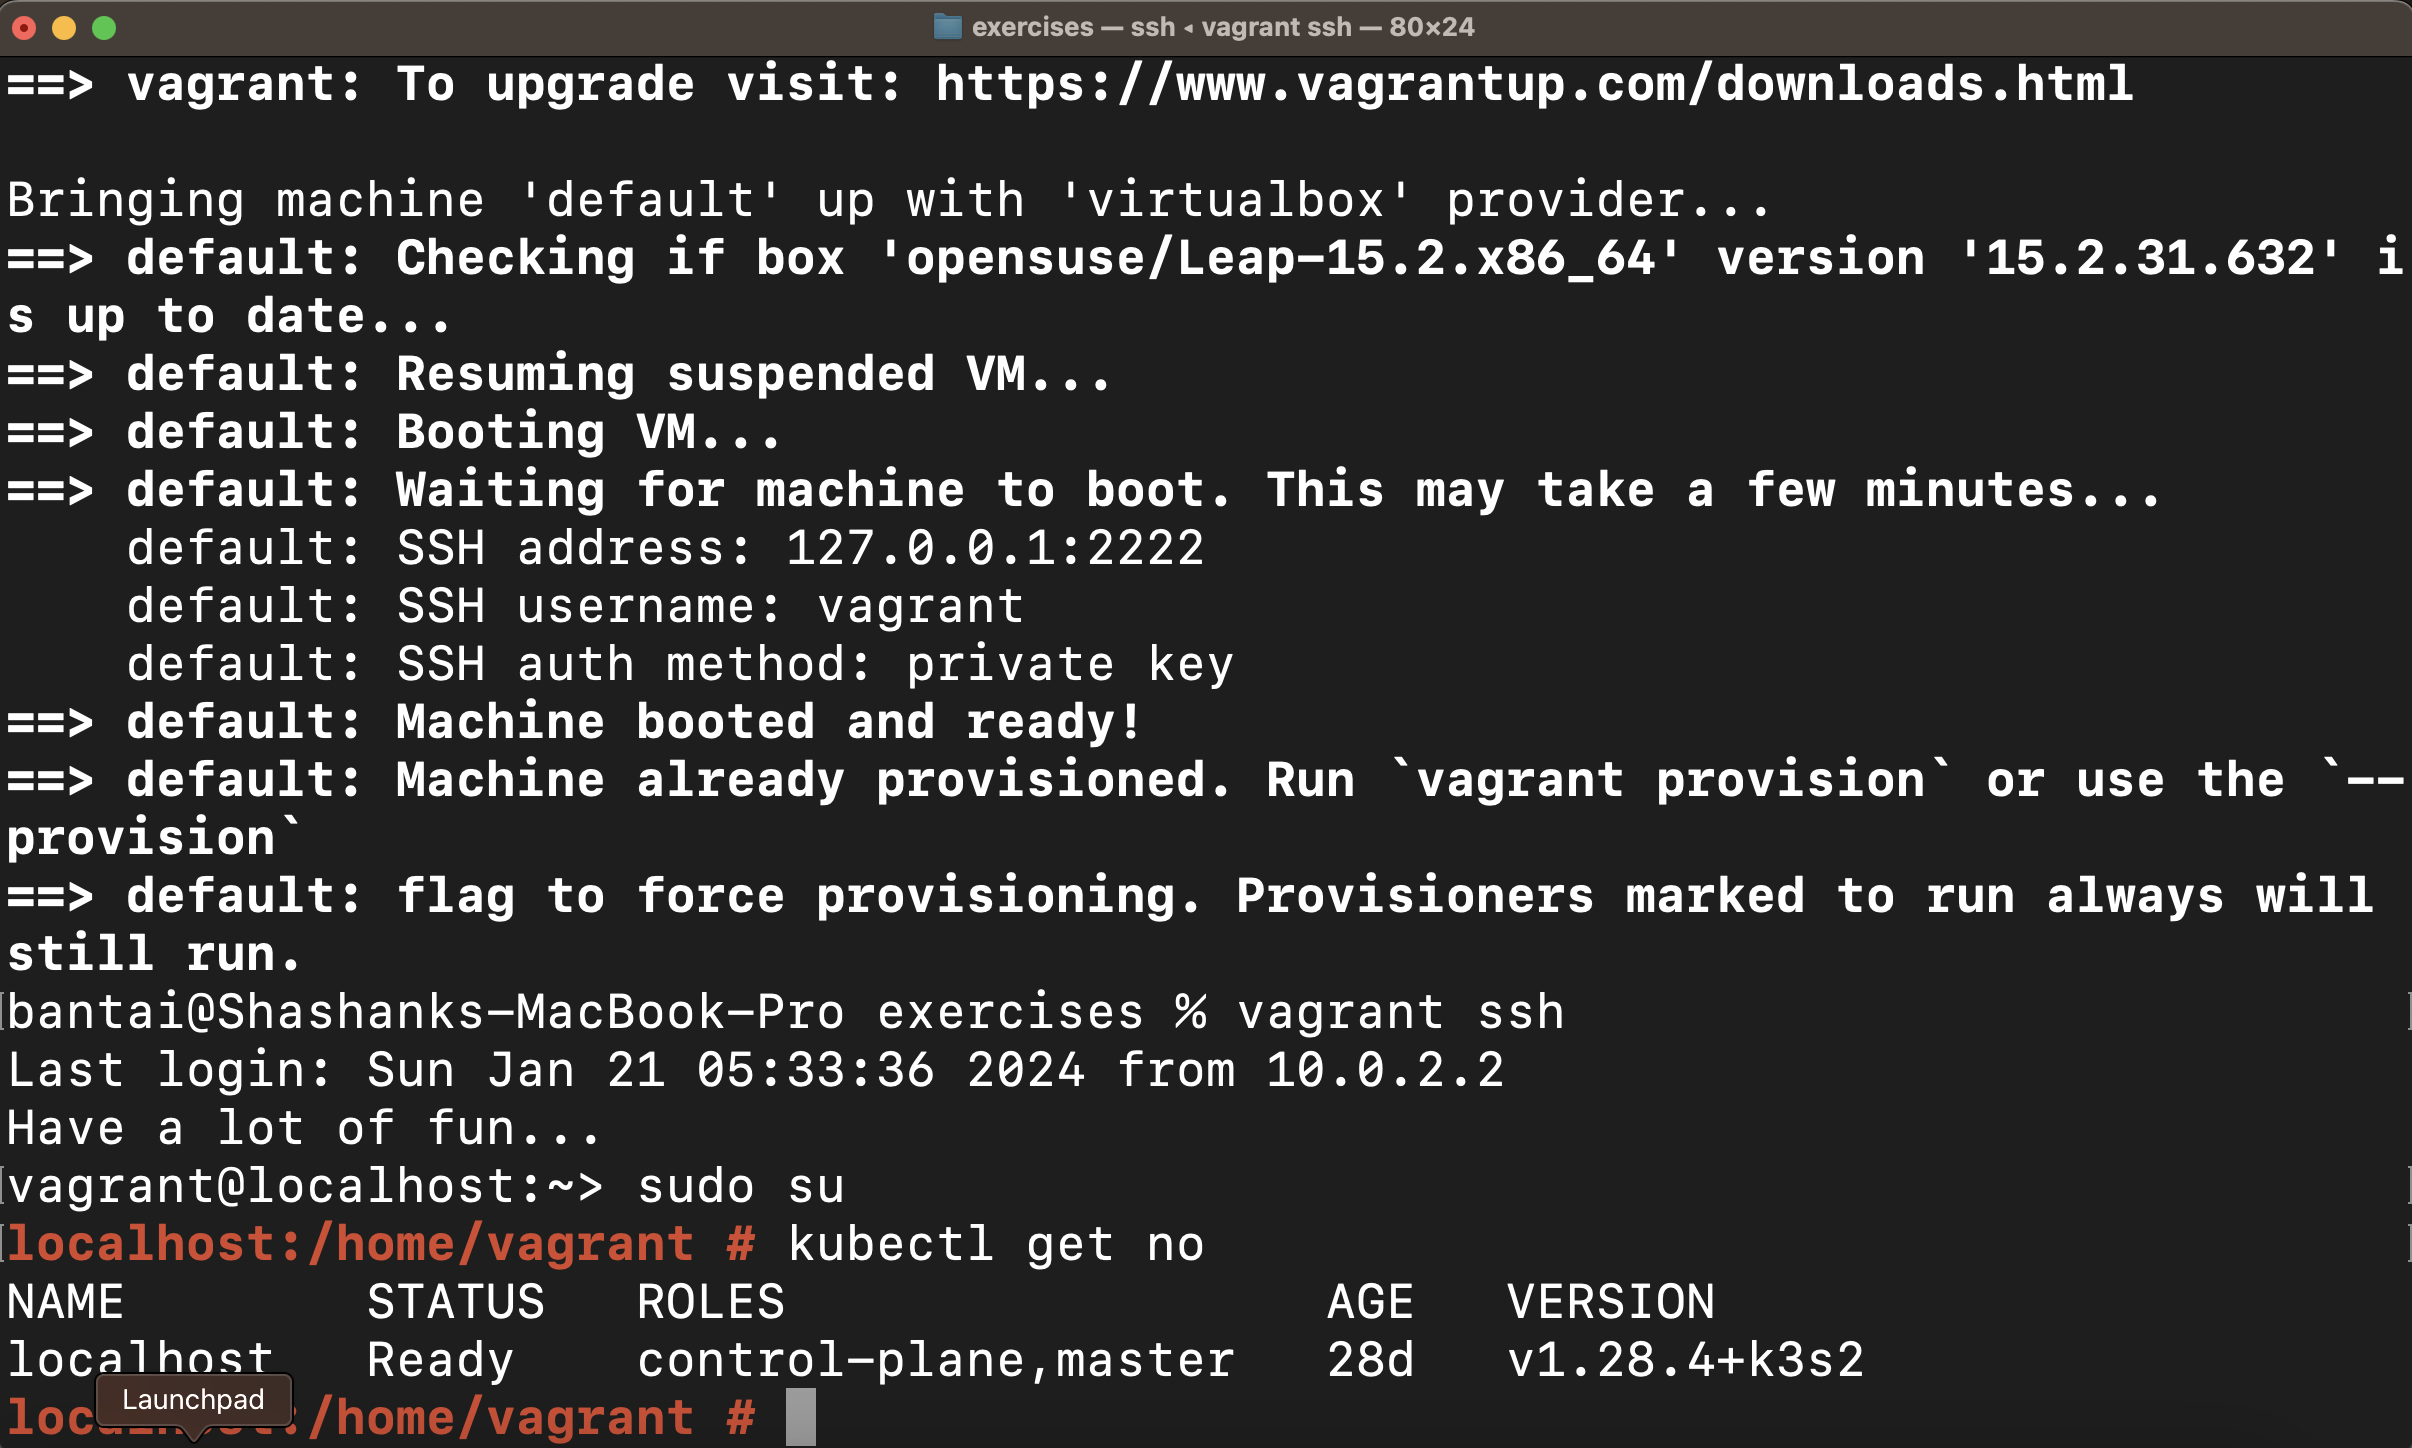 exercises — ssh ◂ vagrant ssh — 80×24
==> vagrant: To upgrade visit: https://www.vagrantup.com/downloads.html
Bringing machine 'default' up with 'virtualbox' provider...
==> default: Checking if box 'opensuse/Leap-15.2.x86_64' version '15.2.31.632' i
s up to date...
==> default: Resuming suspended VM...
==> default: Booting VM...
==> default: Waiting for machine to boot. This may take a few minutes...
    default: SSH address: 127.0.0.1:2222
    default: SSH username: vagrant
    default: SSH auth method: private key
==> default: Machine booted and ready!
==> default: Machine already provisioned. Run `vagrant provision` or use the `--
provision`
==> default: flag to force provisioning. Provisioners marked to run always will
still run.
bantai@Shashanks-MacBook-Pro exercises % vagrant ssh
Last login: Sun Jan 21 05:33:36 2024 from 10.0.2.2
Have a lot of fun...
vagrant@localhost:~> sudo su
localhost:/home/vagrant # kubectl get no
NAME        STATUS   ROLES                  AGE   VERSION
localhost   Ready    control-plane,master   28d   v1.28.4+k3s2
localhost:/home/vagrant #
Launchpad